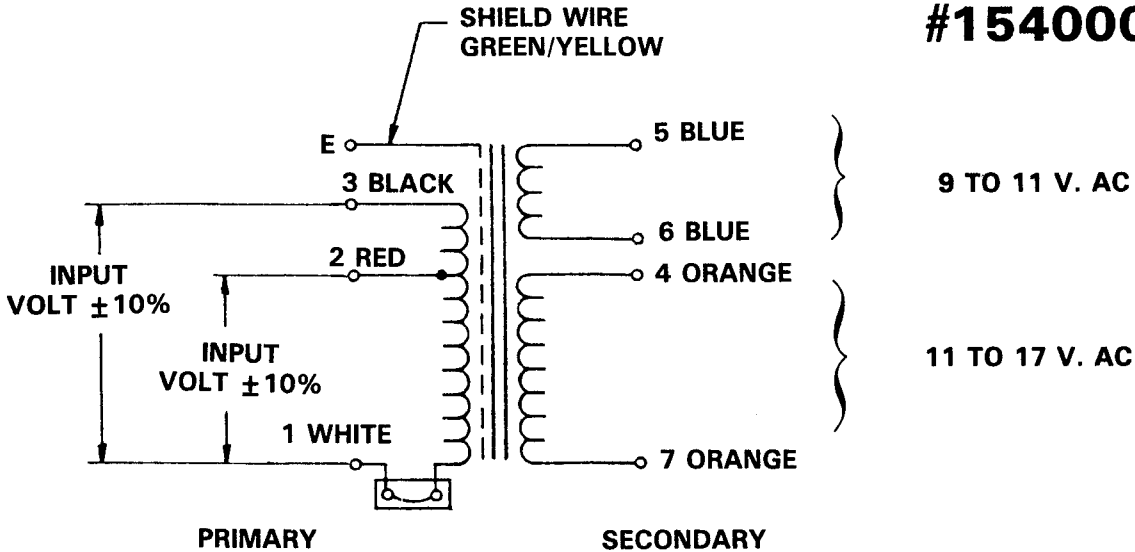 SHIELD WIRE
GREEN/YELLOW
#154000
E
5 BLUE
3 BLACK
9 TO 11 V. AC
6 BLUE
2 RED
4 ORANGE
INPUT
VOLT ±10%
INPUT
VOLT ±10%
11 TO 17 V. AC
1 WHITE
7 ORANGE
PRIMARY
SECONDARY